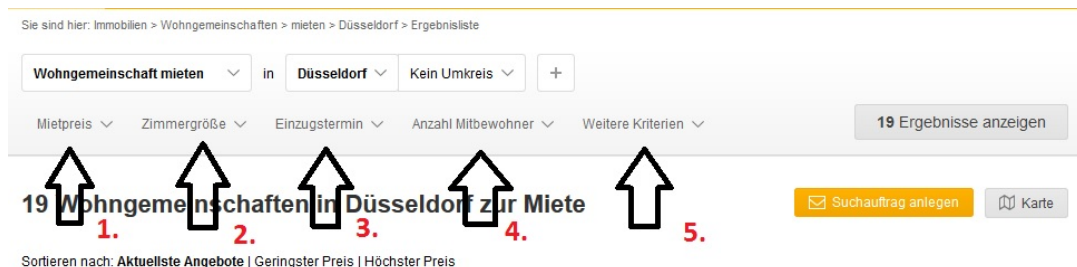 Sie sind hier: Immobilien > Wohngemeinschaften > mieten > Düsseldorf > Ergebnisliste
Wohngemeinschaft mieten in Düsseldorf Kein Umkreis +
Mietpreis Zimmergröße Einzugstermin Anzahl Mitbewohner Weitere Kriterien 19 Ergebnisse anzeigen
19 Wohngemeinschaften in Düsseldorf zur Miete Suchauftrag anlegen Karte
1. 2. 3. 4. 5.
Sortieren nach: Aktuellste Angebote | Geringster Preis | Höchster Preis